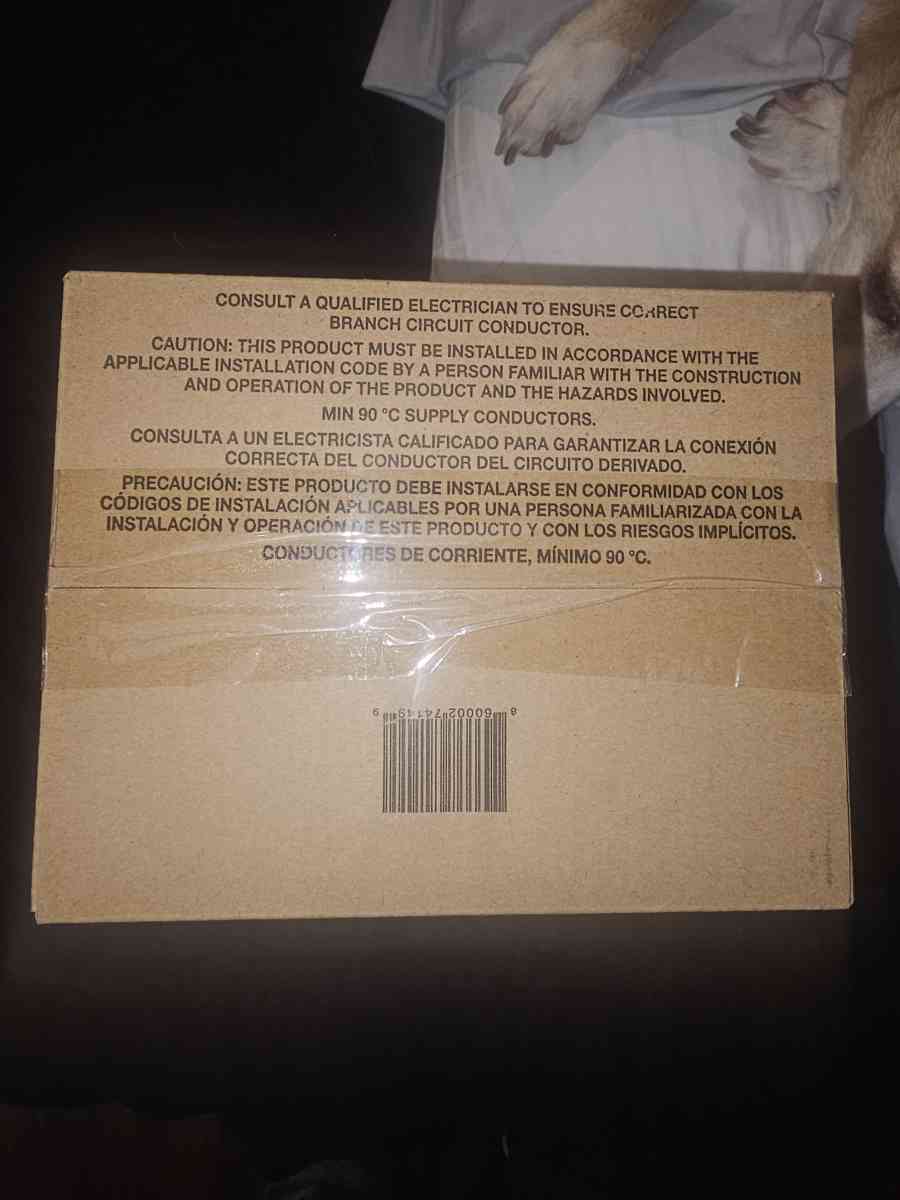 CONSULT A QUALIFIED ELECTRICIAN TO ENSURE CORRECT
BRANCH CIRCUIT CONDUCTOR.
CAUTION: THIS PRODUCT MUST BE INSTALLED IN ACCORDANCE WITH THE
APPLICABLE INSTALLATION CODE BY A PERSON FAMILIAR WITH THE CONSTRUCTION
AND OPERATION OF THE PRODUCT AND THE HAZARDS INVOLVED.
MIN 90 °C SUPPLY CONDUCTORS.
CONSULTA A UN ELECTRICISTA CALIFICADO PARA GARANTIZAR LA CONEXIÓN
CORRECTA DEL CONDUCTOR DEL CIRCUITO DERIVADO.
PRECAUCIÓN: ESTE PRODUCTO DEBE INSTALARSE EN CONFORMIDAD CON LOS
CÓDIGOS DE INSTALACIÓN APLICABLES POR UNA PERSONA FAMILIARIZADA CON LA
INSTALACIÓN Y OPERACIÓN DE ESTE PRODUCTO Y CON LOS RIESGOS IMPLÍCITOS.
CONDUCTORES DE CORRIENTE, MÍNIMO 90 °C.
8 60002 74149 9